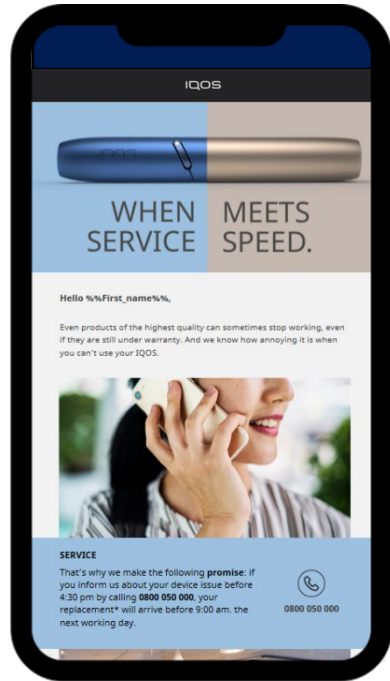 IQOS
IQOS
WHEN MEETS
SERVICE SPEED.
Hello %%First_name%%,
Even products of the highest quality can sometimes stop working, even
if they are still under warranty. And we know how annoying it is when
you can't use your IQOS.
SERVICE
That's why we make the following promise: if
you inform us about your device issue before
4:30 pm by calling 0800 050 000, your
replacement* will arrive before 9:00 am. the
next working day.
0800 050 000